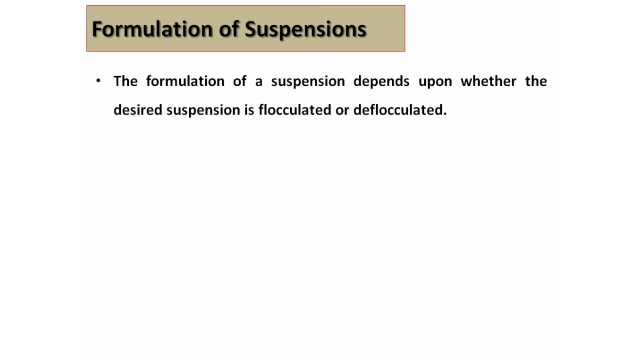 Formulation of Suspensions
• The formulation of a suspension depends upon whether the
desired suspension is flocculated or deflocculated.